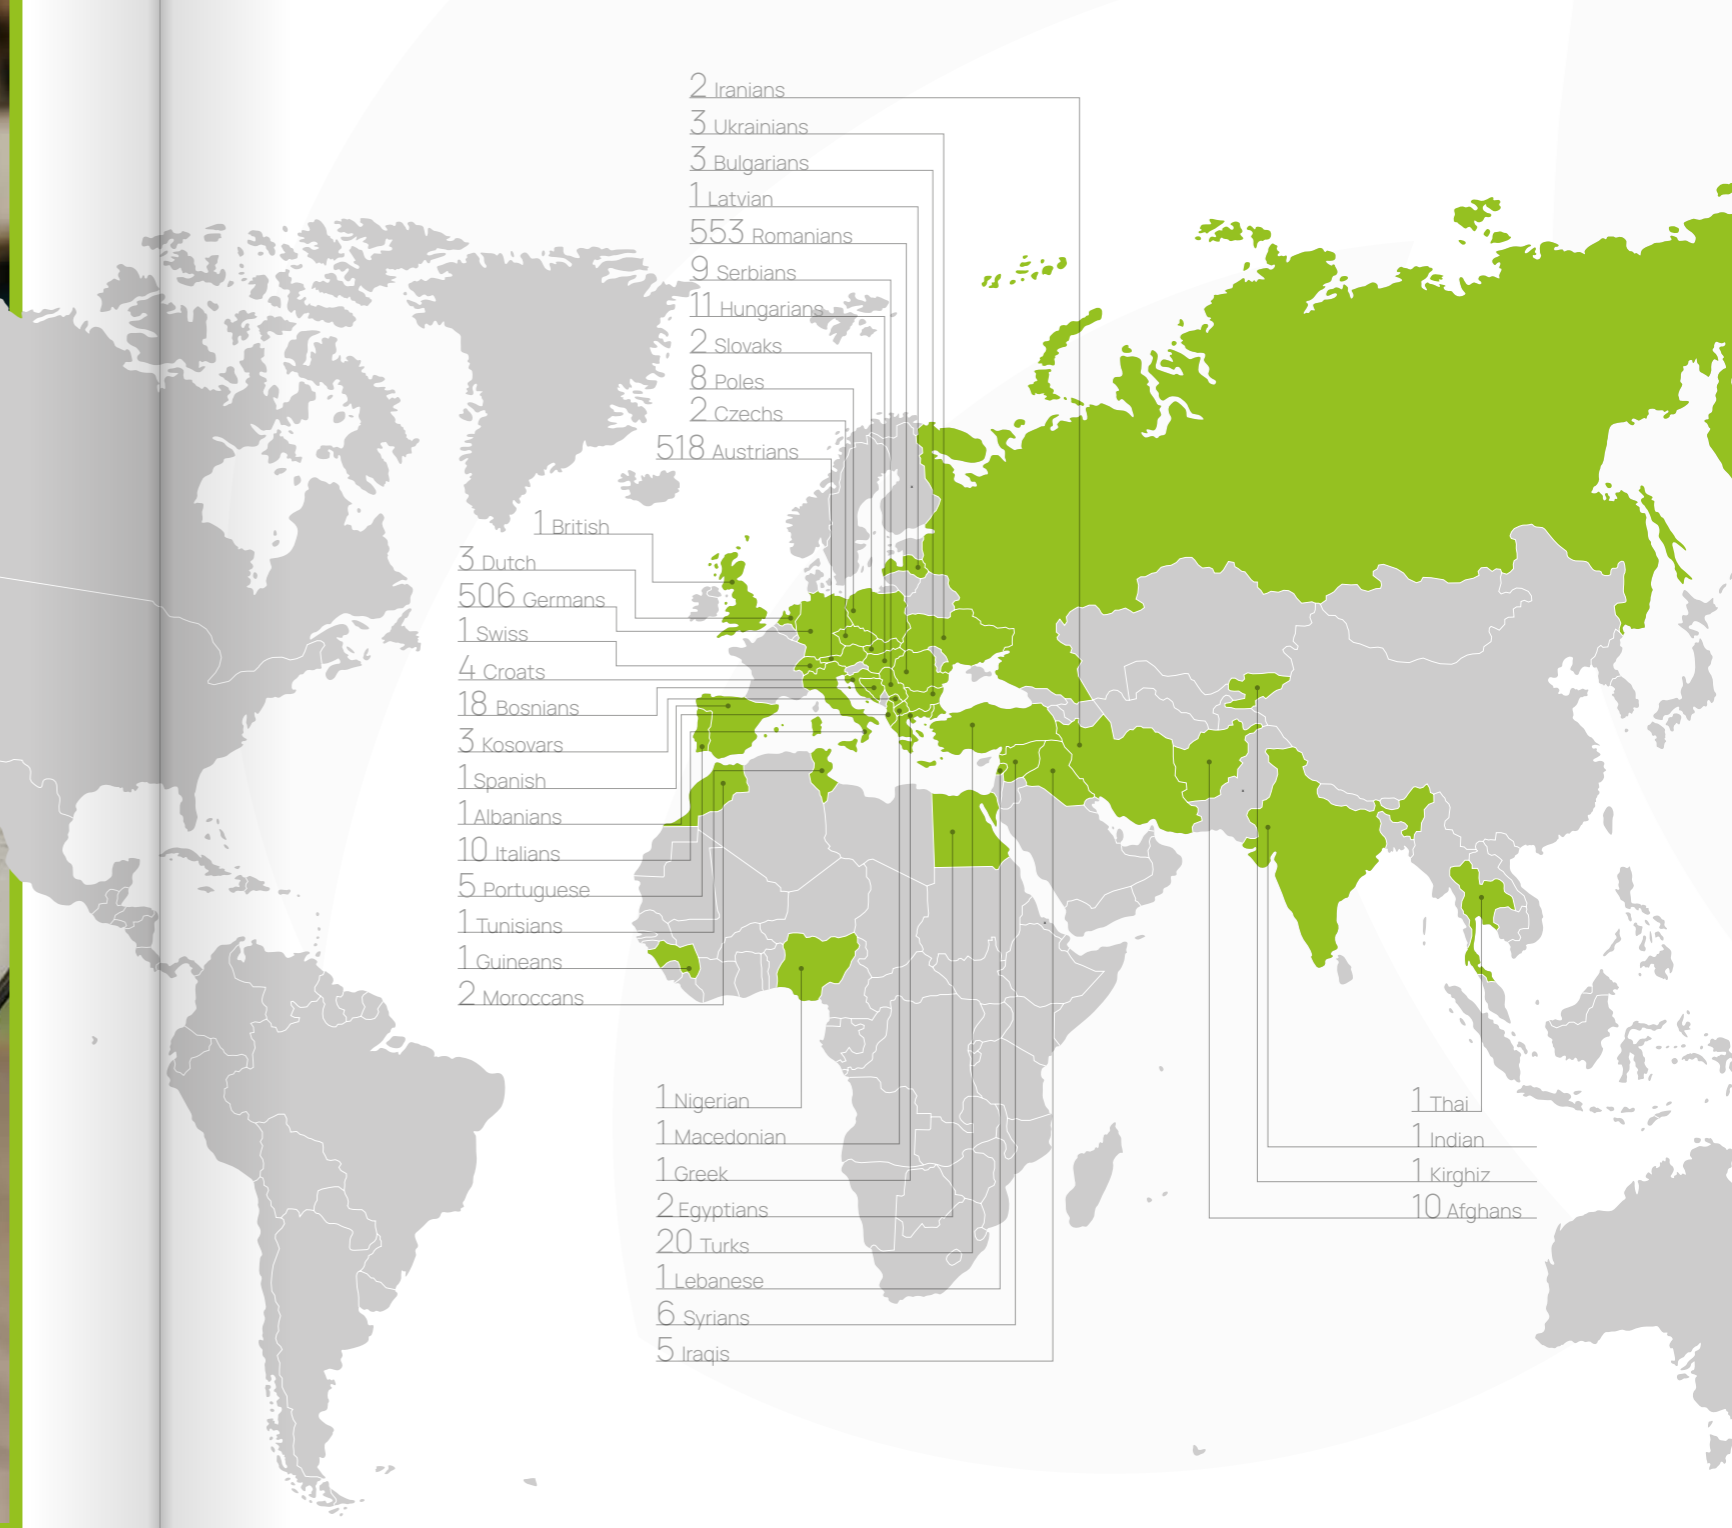 2 Iranians
3 Ukrainians
3 Bulgarians
1 Latvian
553 Romanians
9 Serbians
11 Hungarians
2 Slovaks
8 Poles
2 Czechs
518 Austrians
1 British
3 Dutch
506 Germans
1 Swiss
4 Croats
18 Bosnians
3 Kosovars
1 Spanish
1 Albanians
10 Italians
5 Portuguese
1 Tunisians
1 Guineans
2 Moroccans
1 Nigerian
1 Macedonian
1 Greek
2 Egyptians
20 Turks
1 Lebanese
6 Syrians
5 Iraqis
1 Thai
1 Indian
1 Kirghiz
10 Afghans